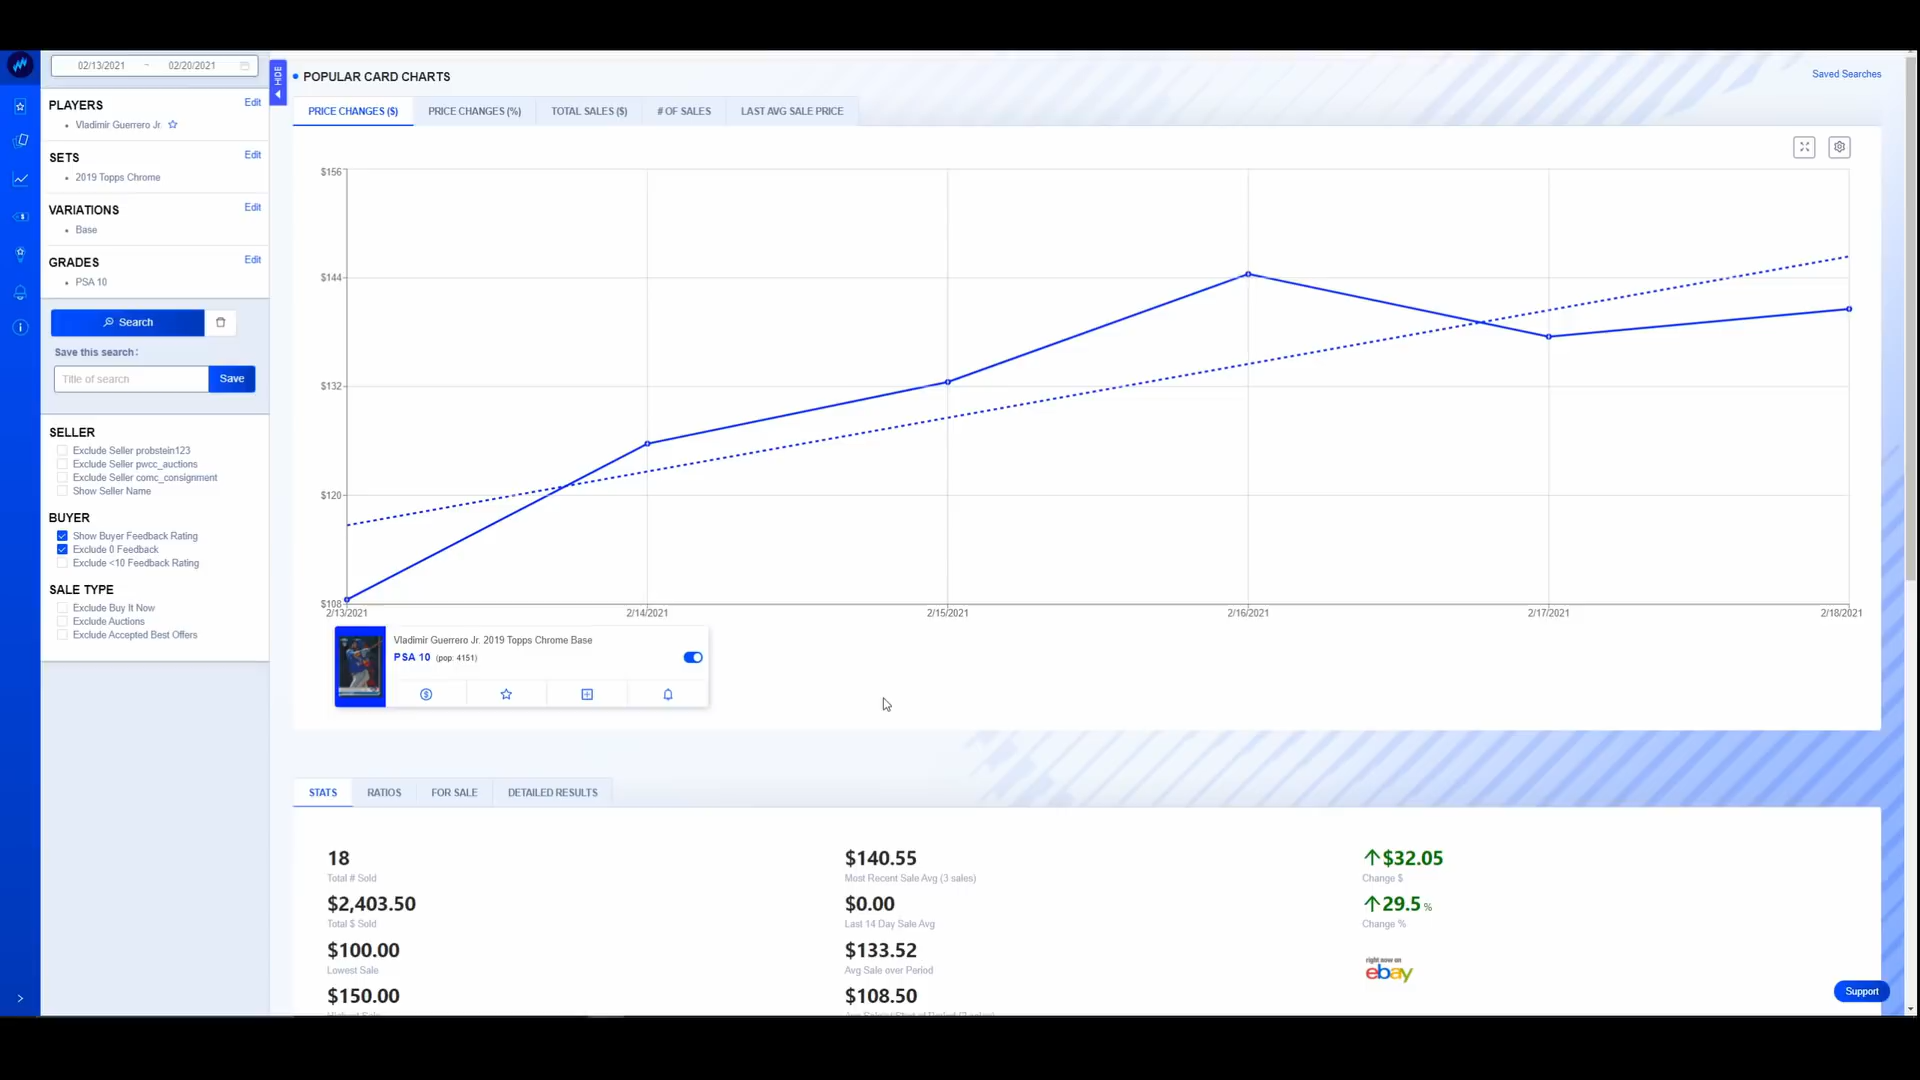 02/13/2021 - 02/20/2021
HIDE
PLAYERS Edit
Vladimir Guerrero Jr.
SETS Edit
2019 Topps Chrome
VARIATIONS Edit
Base
GRADES Edit
PSA 10
Search
Save this search:
Title of search Save
SELLER
Exclude Seller probstein123
Exclude Seller pwcc_auctions
Exclude Seller comc_consignment
Show Seller Name
BUYER
Show Buyer Feedback Rating
Exclude 0 Feedback
Exclude <10 Feedback Rating
SALE TYPE
Exclude Buy It Now
Exclude Auctions
Exclude Accepted Best Offers
POPULAR CARD CHARTS
Saved Searches
PRICE CHANGES ($) PRICE CHANGES (%) TOTAL SALES ($) # OF SALES LAST AVG SALE PRICE
$156
$144
$132
$120
$108
2/13/2021 2/14/2021 2/15/2021 2/16/2021 2/17/2021 2/18/2021
Vladimir Guerrero Jr. 2019 Topps Chrome Base
PSA 10 (pop: 4151)
STATS RATIOS FOR SALE DETAILED RESULTS
18
Total # Sold
$2,403.50
Total $ Sold
$100.00
Lowest Sale
$150.00
$140.55
Most Recent Sale Avg (3 sales)
$0.00
Last 14 Day Sale Avg
$133.52
Avg Sale over Period
$108.50
$32.05
Change $
29.5 %
Change %
right now on
ebay
Support